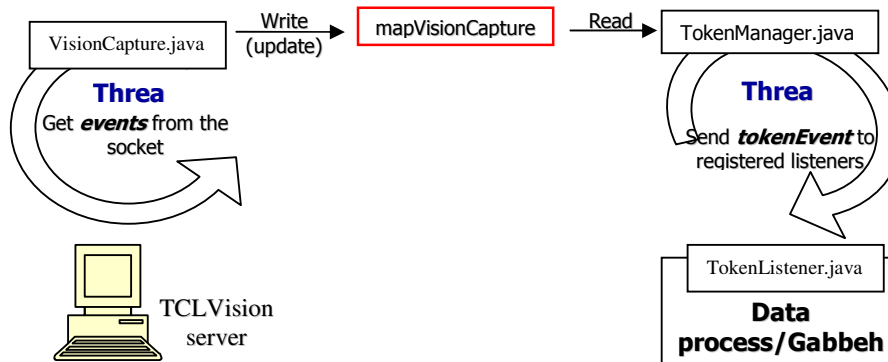 VisionCapture.java
Write
(update)
mapVisionCapture
Read
TokenManager.java
Threa
Get events from the
socket
Threa
Send tokenEvent to
registered listeners
TCLVision
server
TokenListener.java
Data
process/Gabbeh